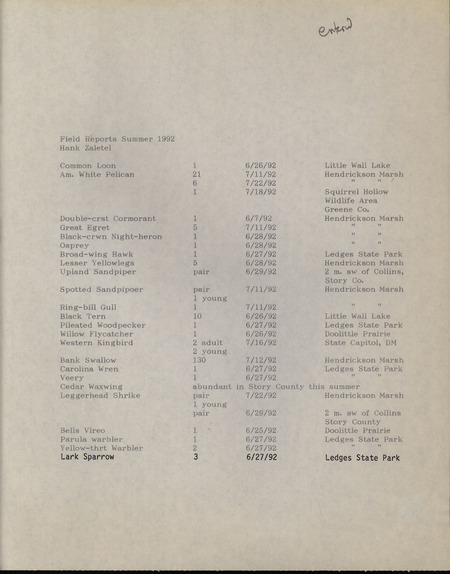 entered
Field Reports Summer 1992
Hank Zaletel
Common Loon 1 6/26/92 Little Wall Lake
Am. White Pelican 21 7/11/92 Hendrickson Marsh
6 7/22/92 " "
1 7/18/92 Squirrel Hollow
Wildlife Area
Greene Co.
Double-crst Cormorant 1 6/7/92 Hendrickson Marsh
Great Egret 5 7/11/92 " "
Black-crwn Night-heron 1 6/28/92 " "
Osprey 1 6/28/92 " "
Broad-wing Hawk 1 6/27/92 Ledges State Park
Lesser Yellowlegs 5 6/28/92 Hendrickson Marsh
Upland Sandpiper pair 6/29/92 2 m. sw of Collins,
Story Co.
Spotted Sandpipoer pair 7/11/92 Hendrickson Marsh
1 young
Ring-bill Gull 1 7/11/92 " "
Black Tern 10 6/26/92 Little Wall Lake
Pileated Woodpecker 1 6/27/92 Ledges State Park
Willow Flycatcher 1 6/26/92 Doolittle Prairie
Western Kingbird 2 adult 7/16/92 State Capitol, DM
2 young
Bank Swallow 130 7/12/92 Hendrickson Marsh
Carolina Wren 1 6/27/92 Ledges State Park
Veery 1 6/27/92 " "
Cedar Waxwing abundant in Story County this summer
Leggerhead Shrike pair 7/22/92 Hendrickson Marsh
1 young
pair 6/29/92 2 m. sw of Collins
Story County
Bells Vireo 1 6/25/92 Doolittle Prairie
Parula warbler 1 6/27/92 Ledges State Park
Yellow-thrt Warbler 2 6/27/92 " "
Lark Sparrow 3 6/27/92 Ledges State Park